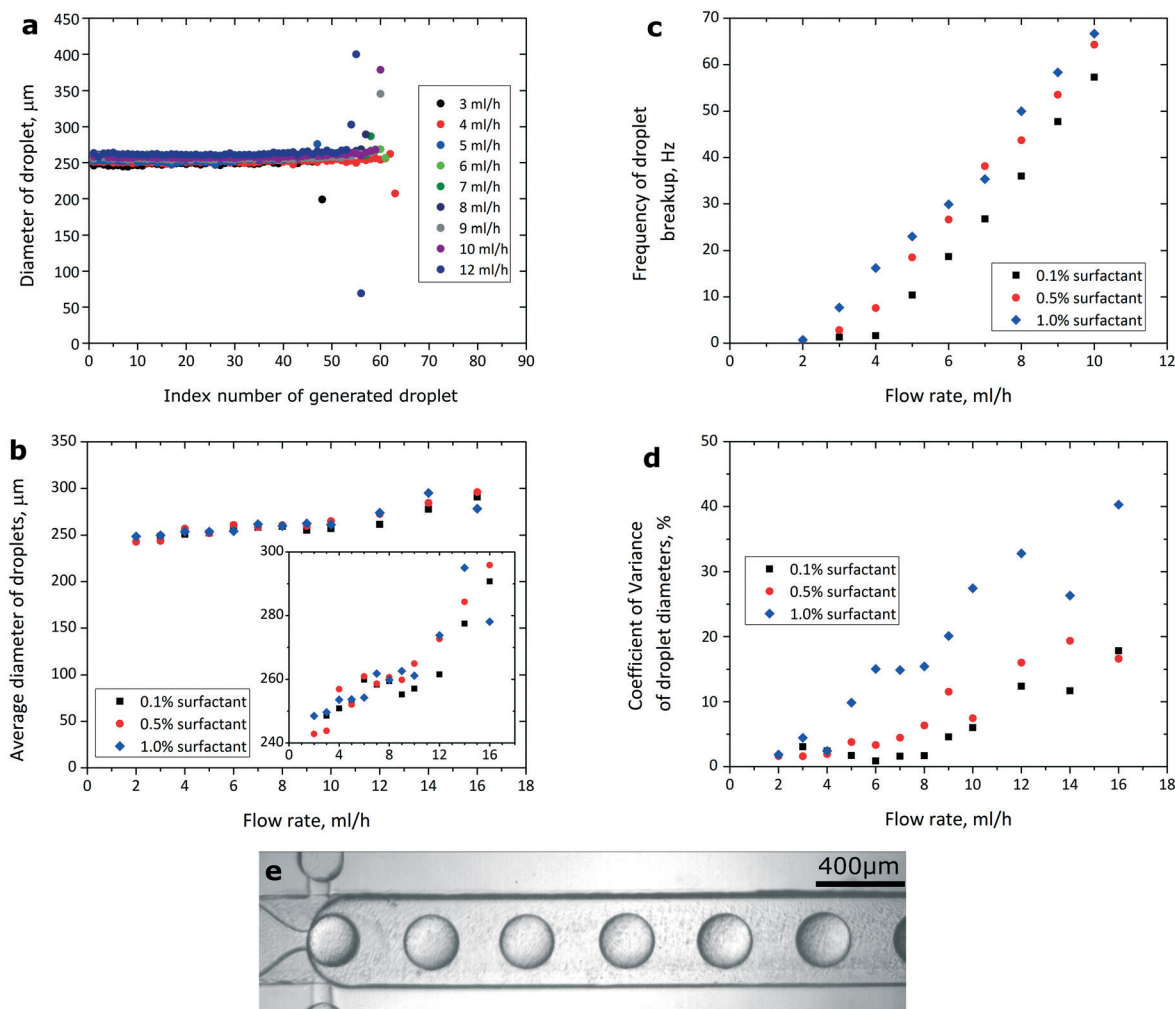 a
Diameter of droplet, µm
450
400
350
300
250
200
150
100
50
0
0 10 20 30 40 50 60 70 80 90
Index number of generated droplet
3 ml/h
4 ml/h
5 ml/h
6 ml/h
7 ml/h
8 ml/h
9 ml/h
10 ml/h
12 ml/h
c
Frequency of droplet
breakup, Hz
70
60
50
40
30
20
10
0
0 2 4 6 8 10 12
Flow rate, ml/h
0.1% surfactant
0.5% surfactant
1.0% surfactant
b
Average diameter of droplets, µm
350
300
250
200
150
100
50
0
0 2 4 6 8 10 12 14 16 18
Flow rate, ml/h
0.1% surfactant
0.5% surfactant
1.0% surfactant
300
280
260
240
0 4 8 12 16
d
Coefficient of Variance
of droplet diameters, %
50
40
30
20
10
0
0 2 4 6 8 10 12 14 16 18
Flow rate, ml/h
0.1% surfactant
0.5% surfactant
1.0% surfactant
e
400µm